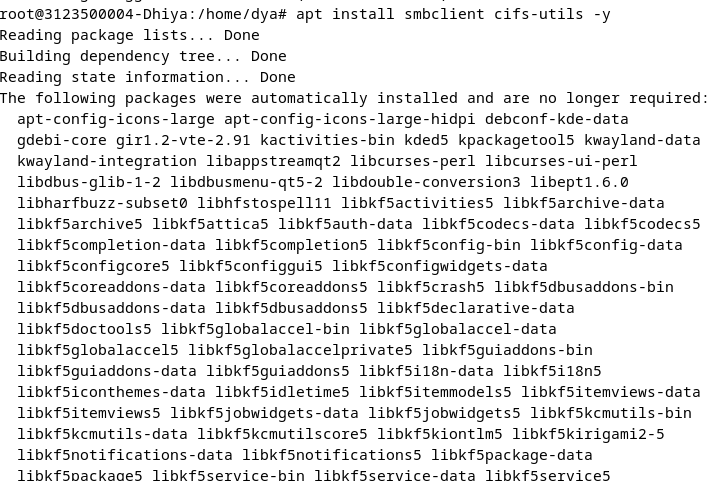 root@3123500004-Dhiya:/home/dya# apt install smbclient cifs-utils -y
Reading package lists... Done
Building dependency tree... Done
Reading state information... Done
The following packages were automatically installed and are no longer required:
  apt-config-icons-large apt-config-icons-large-hidpi debconf-kde-data
  gdebi-core gir1.2-vte-2.91 kactivities-bin kded5 kpackagetool5 kwayland-data
  kwayland-integration libappstreamqt2 libcurses-perl libcurses-ui-perl
  libdbus-glib-1-2 libdbusmenu-qt5-2 libdouble-conversion3 libept1.6.0
  libharfbuzz-subset0 libhfstospell11 libkf5activities5 libkf5archive-data
  libkf5archive5 libkf5attica5 libkf5auth-data libkf5codecs-data libkf5codecs5
  libkf5completion-data libkf5completion5 libkf5config-bin libkf5config-data
  libkf5configcore5 libkf5configgui5 libkf5configwidgets-data
  libkf5coreaddons-data libkf5coreaddons5 libkf5crash5 libkf5dbusaddons-bin
  libkf5dbusaddons-data libkf5dbusaddons5 libkf5declarative-data
  libkf5doctools5 libkf5globalaccel-bin libkf5globalaccel-data
  libkf5globalaccel5 libkf5globalaccelprivate5 libkf5guiaddons-bin
  libkf5guiaddons-data libkf5guiaddons5 libkf5i18n-data libkf5i18n5
  libkf5iconthemes-data libkf5idletime5 libkf5itemmodels5 libkf5itemviews-data
  libkf5itemviews5 libkf5jobwidgets-data libkf5jobwidgets5 libkf5kcmutils-bin
  libkf5kcmutils-data libkf5kcmutilscore5 libkf5kiontlm5 libkf5kirigami2-5
  libkf5notifications-data libkf5notifications5 libkf5package-data
  libkf5package5 libkf5service-bin libkf5service-data libkf5service5